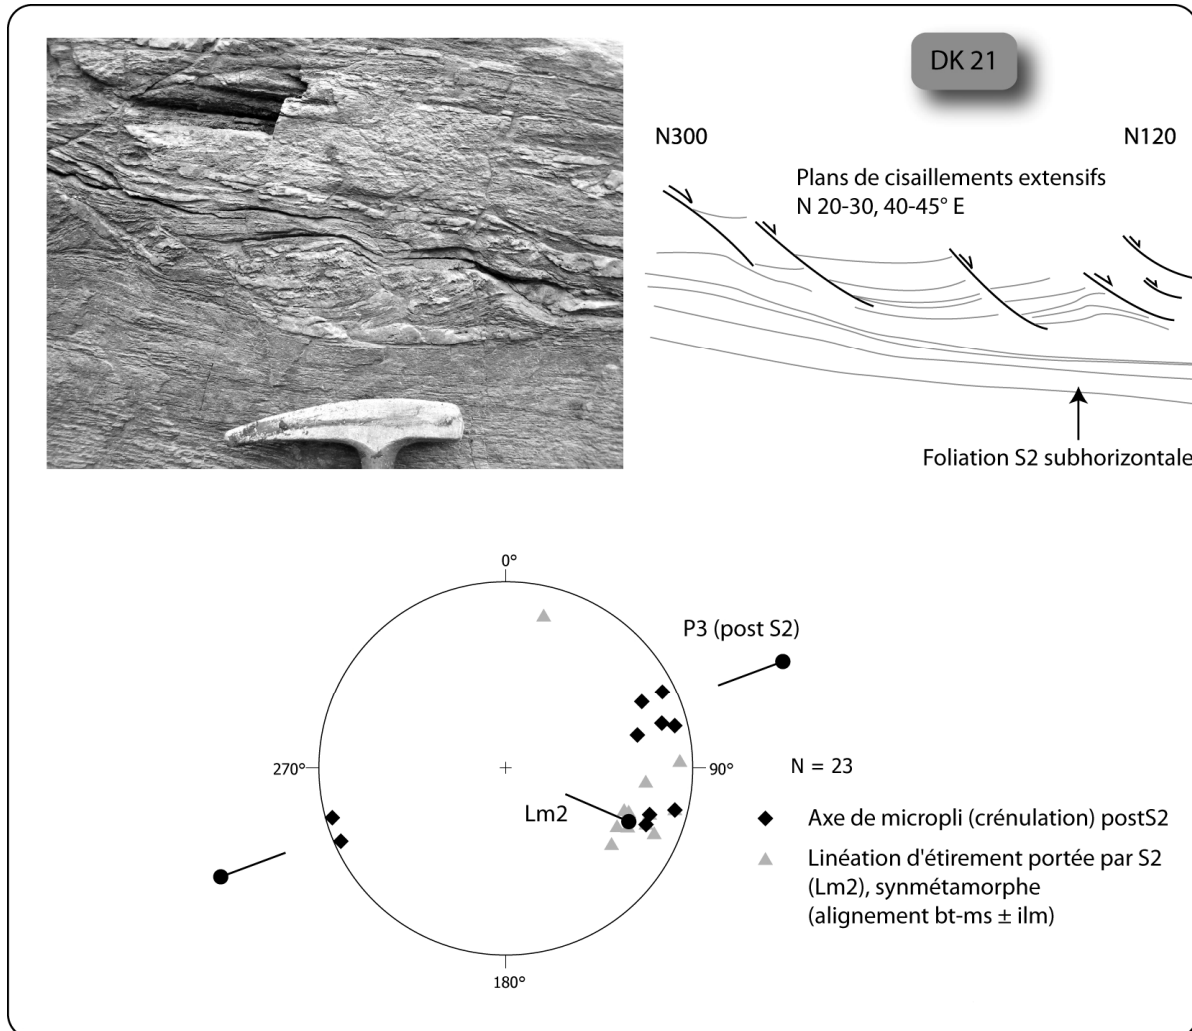 DK 21
N300
N120
Plans de cisaillements extensifs
N 20-30, 40-45° E
Foliation S2 subhorizontale
0°
P3 (post S2)
270°
90°
N = 23
Lm2
Axe de micropli (crénulation) postS2
Linéation d'étirement portée par S2
(Lm2), synmétamorphe
(alignement bt-ms ± ilm)
180°